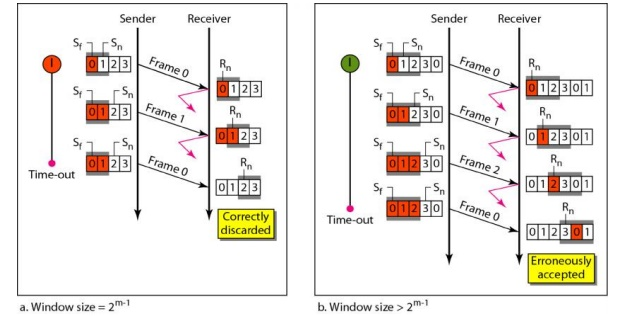 Sender Receiver
Sf Sn
0 1 2 3
Frame 0
Rn
0 1 2 3
Sf Sn
0 1 2 3
Frame 1
Rn
0 1 2 3
Sf Sn
0 1 2 3
Frame 0
Rn
0 1 2 3
Time-out
Correctly
discarded
a. Window size = 2^m-1
Sender Receiver
Sf Sn
0 1 2 3 0
Frame 0
Rn
0 1 2 3 0 1
Sf Sn
0 1 2 3 0
Frame 1
Rn
0 1 2 3 0 1
Sf Sn
0 1 2 3 0
Frame 2
Rn
0 1 2 3 0 1
Sf Sn
0 1 2 3 0
Frame 0
Rn
0 1 2 3 0 1
Time-out
Erroneously
accepted
b. Window size > 2^m-1